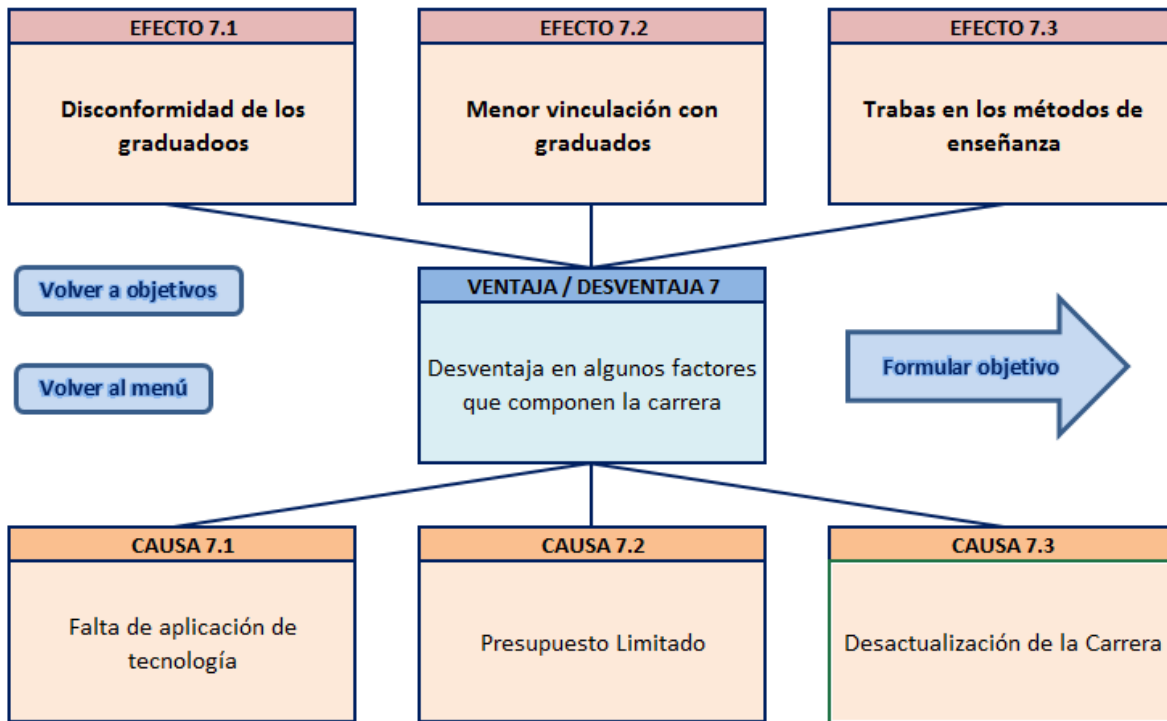 EFECTO 7.1
Disconformidad de los
graduadoos
EFECTO 7.2
Menor vinculación con
graduados
EFECTO 7.3
Trabas en los métodos de
enseñanza
Volver a objetivos
Volver al menú
VENTAJA / DESVENTAJA 7
Desventaja en algunos factores
que componen la carrera
Formular objetivo
CAUSA 7.1
Falta de aplicación de
tecnología
CAUSA 7.2
Presupuesto Limitado
CAUSA 7.3
Desactualización de la Carrera